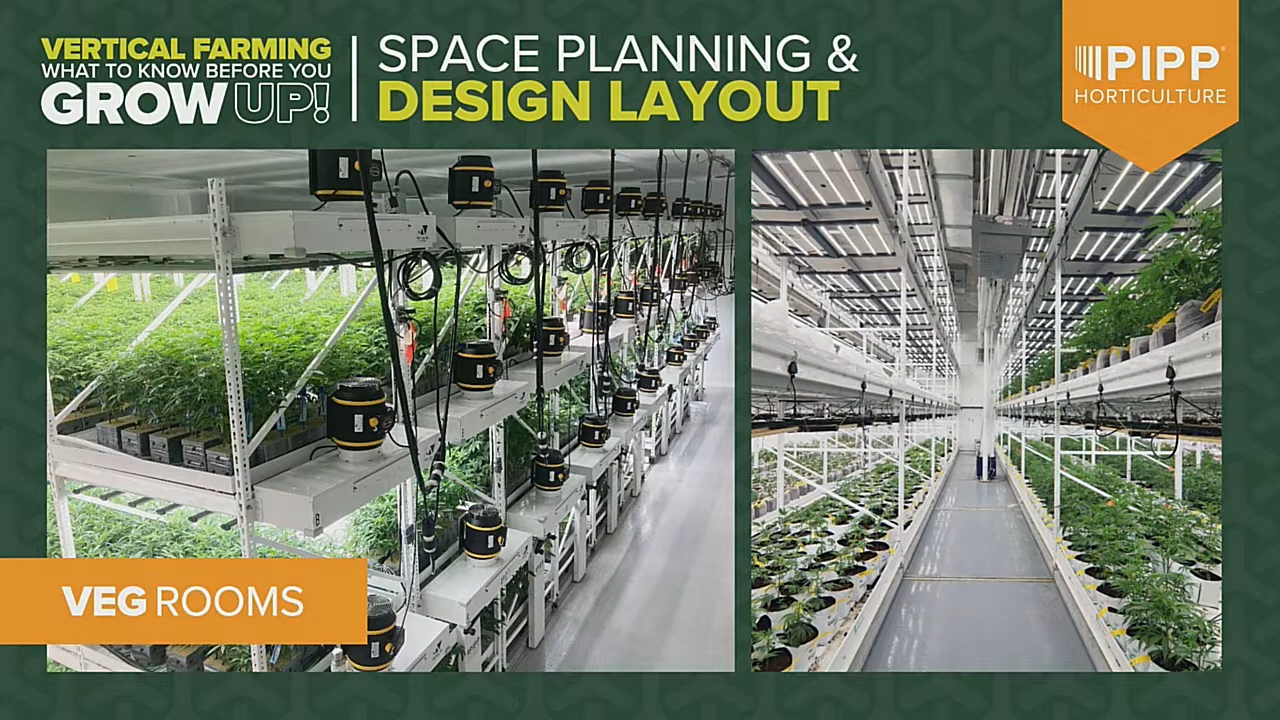 VERTICAL FARMING
WHAT TO KNOW BEFORE YOU
GROW UP!
SPACE PLANNING &
DESIGN LAYOUT
PIPP
HORTICULTURE
B
VEG ROOMS